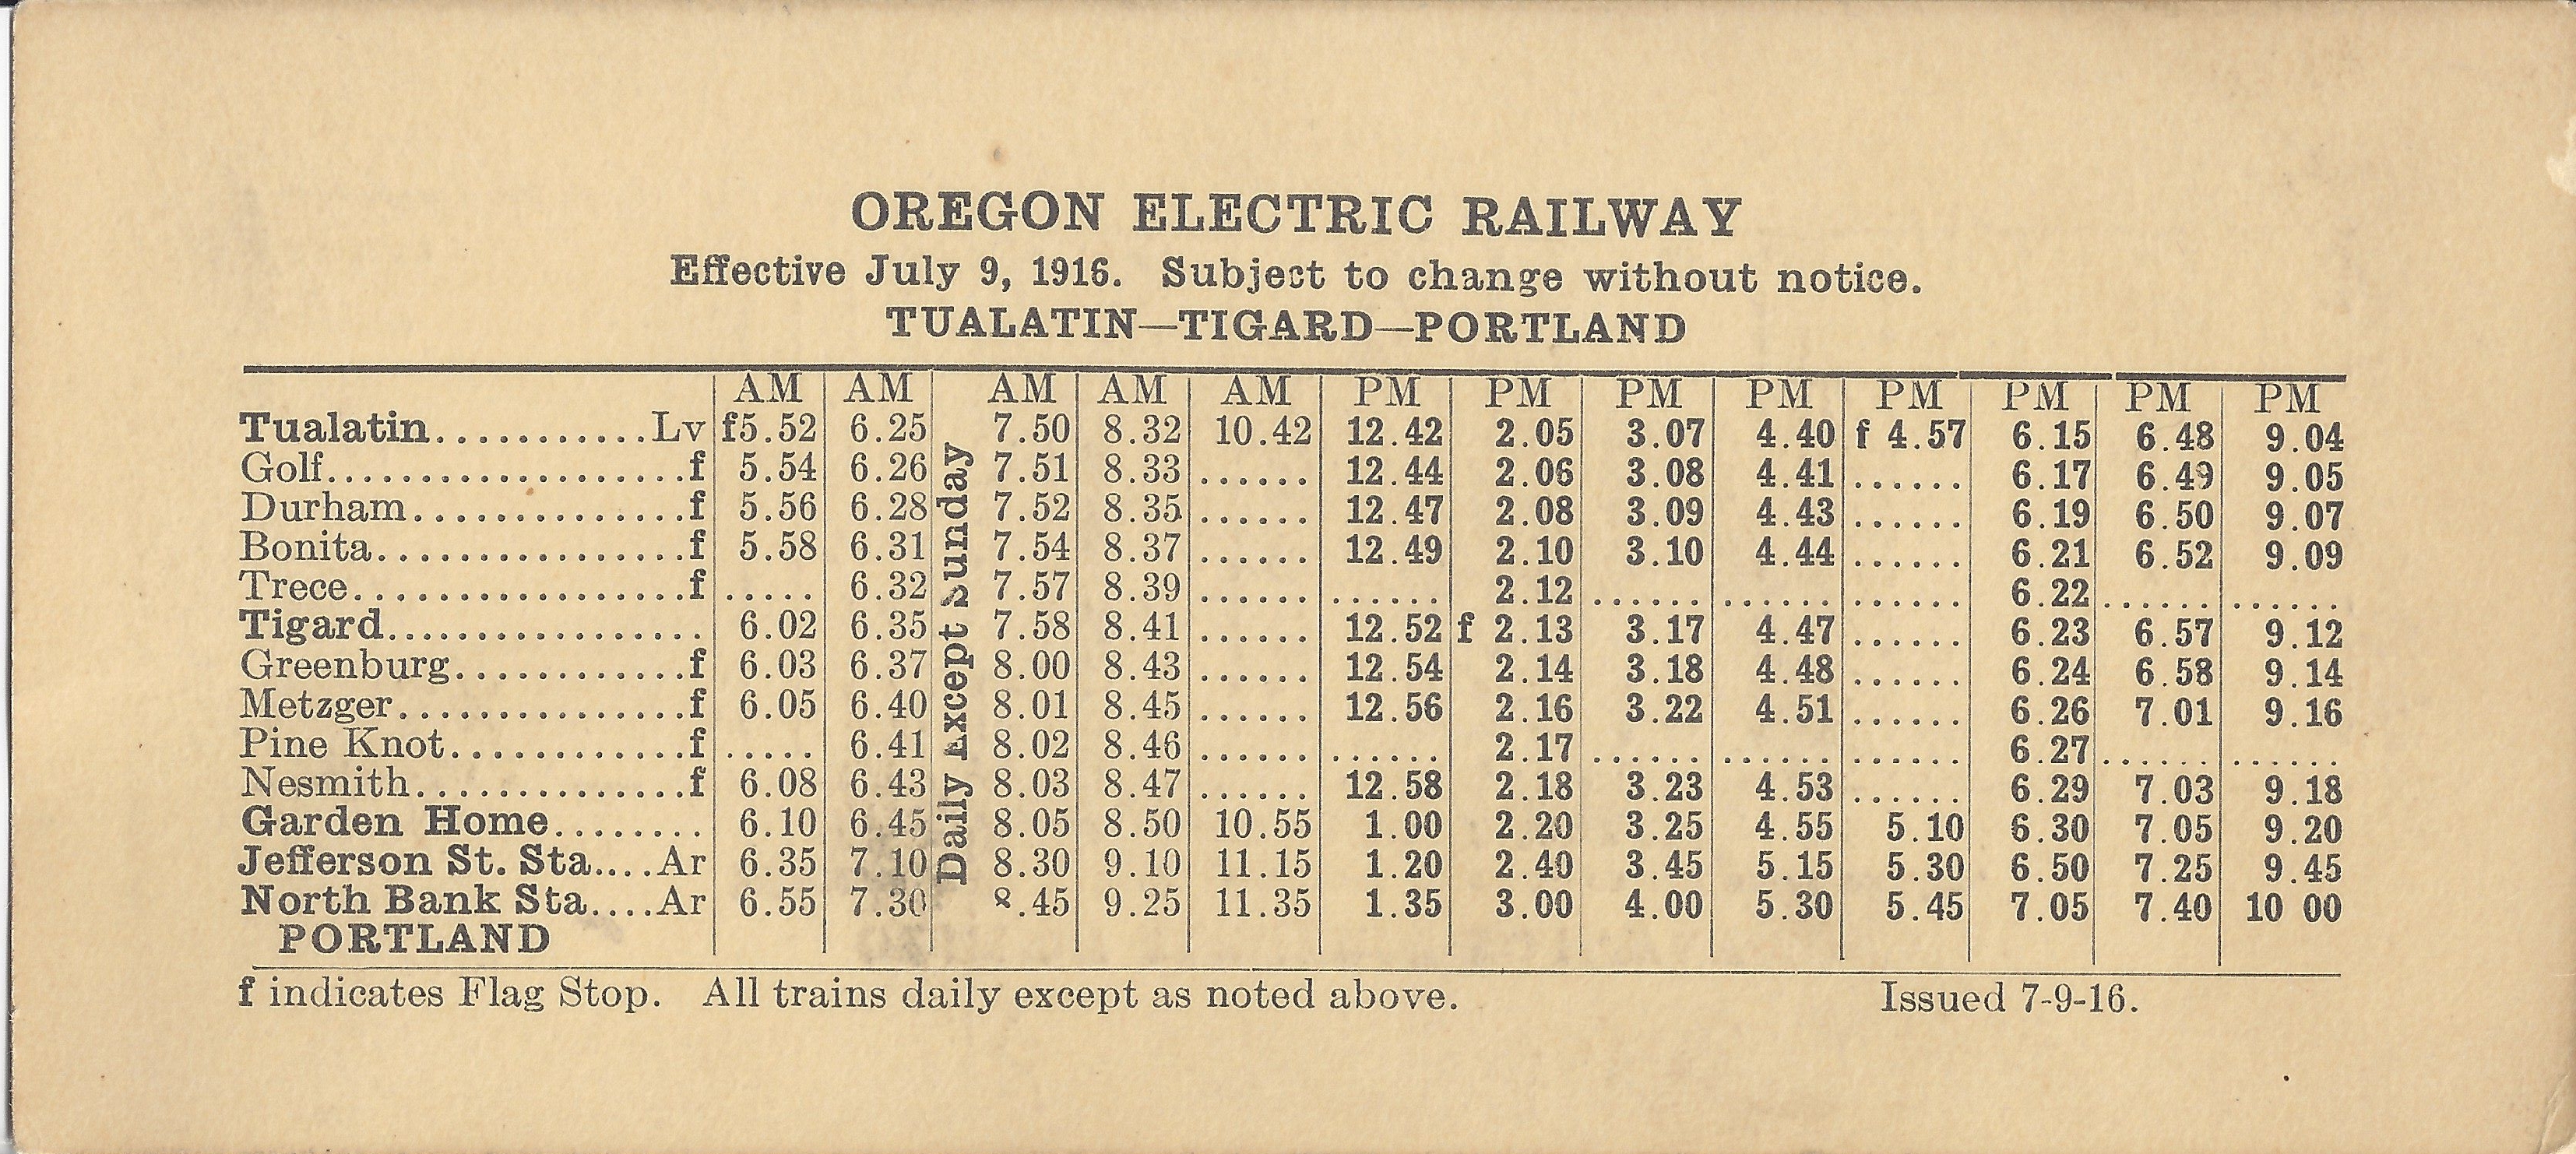 OREGON ELECTRIC RAILWAY
Effective July 9, 1916. Subject to change without notice.
TUALATIN—TIGARD—PORTLAND
AM AM AM AM AM PM PM PM PM PM PM PM PM
Tualatin...........Lv f5.52 6.25 7.50 8.32 10.42 12.42 2.05 3.07 4.40 f 4.57 6.15 6.48 9.04
Golf...................f 5.54 6.26 7.51 8.33 ...... 12.44 2.06 3.08 4.41 ...... 6.17 6.49 9.05
Durham..............f 5.56 6.28 7.52 8.35 ...... 12.47 2.08 3.09 4.43 ...... 6.19 6.50 9.07
Bonita................f 5.58 6.31 7.54 8.37 ...... 12.49 2.10 3.10 4.44 ...... 6.21 6.52 9.09
Trece.................f ..... 6.32 7.57 8.39 ...... ...... 2.12 ...... ...... ...... 6.22 ...... ......
Tigard................. 6.02 6.35 7.58 8.41 ...... 12.52 f 2.13 3.17 4.47 ...... 6.23 6.57 9.12
Greenburg............f 6.03 6.37 8.00 8.43 ...... 12.54 2.14 3.18 4.48 ...... 6.24 6.58 9.14
Metzger...............f 6.05 6.40 8.01 8.45 ...... 12.56 2.16 3.22 4.51 ...... 6.26 7.01 9.16
Pine Knot............f ..... 6.41 8.02 8.46 ...... ...... 2.17 ...... ...... ...... 6.27 ...... ......
Nesmith..............f 6.08 6.43 8.03 8.47 ...... 12.58 2.18 3.23 4.53 ...... 6.29 7.03 9.18
Garden Home........ 6.10 6.45 8.05 8.50 10.55 1.00 2.20 3.25 4.55 5.10 6.30 7.05 9.20
Jefferson St. Sta....Ar 6.35 7.10 8.30 9.10 11.15 1.20 2.40 3.45 5.15 5.30 6.50 7.25 9.45
North Bank Sta....Ar 6.55 7.30 8.45 9.25 11.35 1.35 3.00 4.00 5.30 5.45 7.05 7.40 10 00
PORTLAND
Daily Except Sunday
f indicates Flag Stop. All trains daily except as noted above.
Issued 7-9-16.